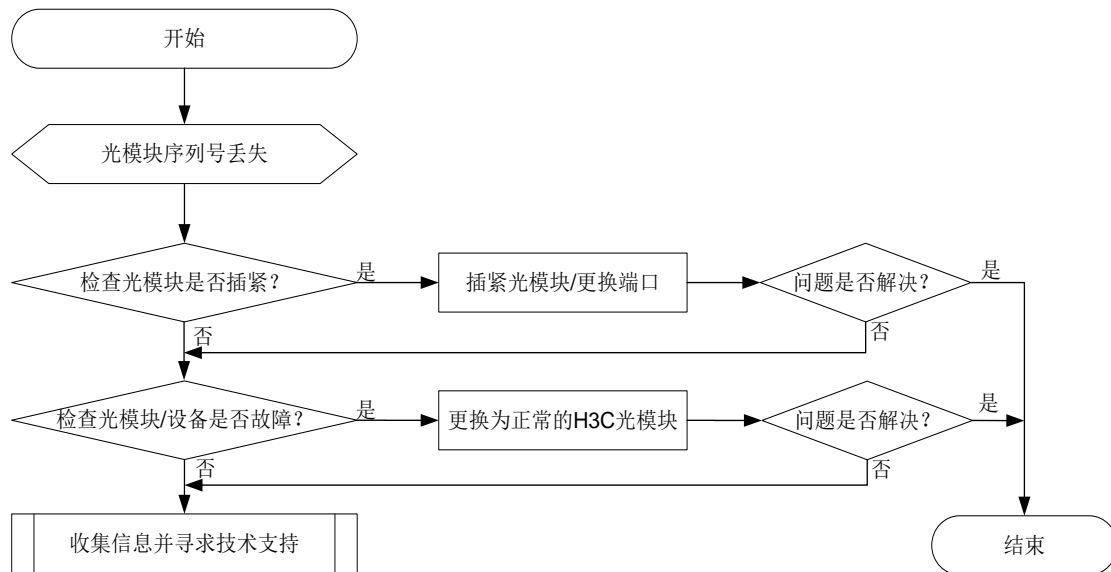 开始
光模块序列号丢失
检查光模块是否插紧?
是
插紧光模块/更换端口
问题是否解决?
是
否
否
检查光模块/设备是否故障?
是
更换为正常的H3C光模块
问题是否解决?
是
否
否
收集信息并寻求技术支持
结束